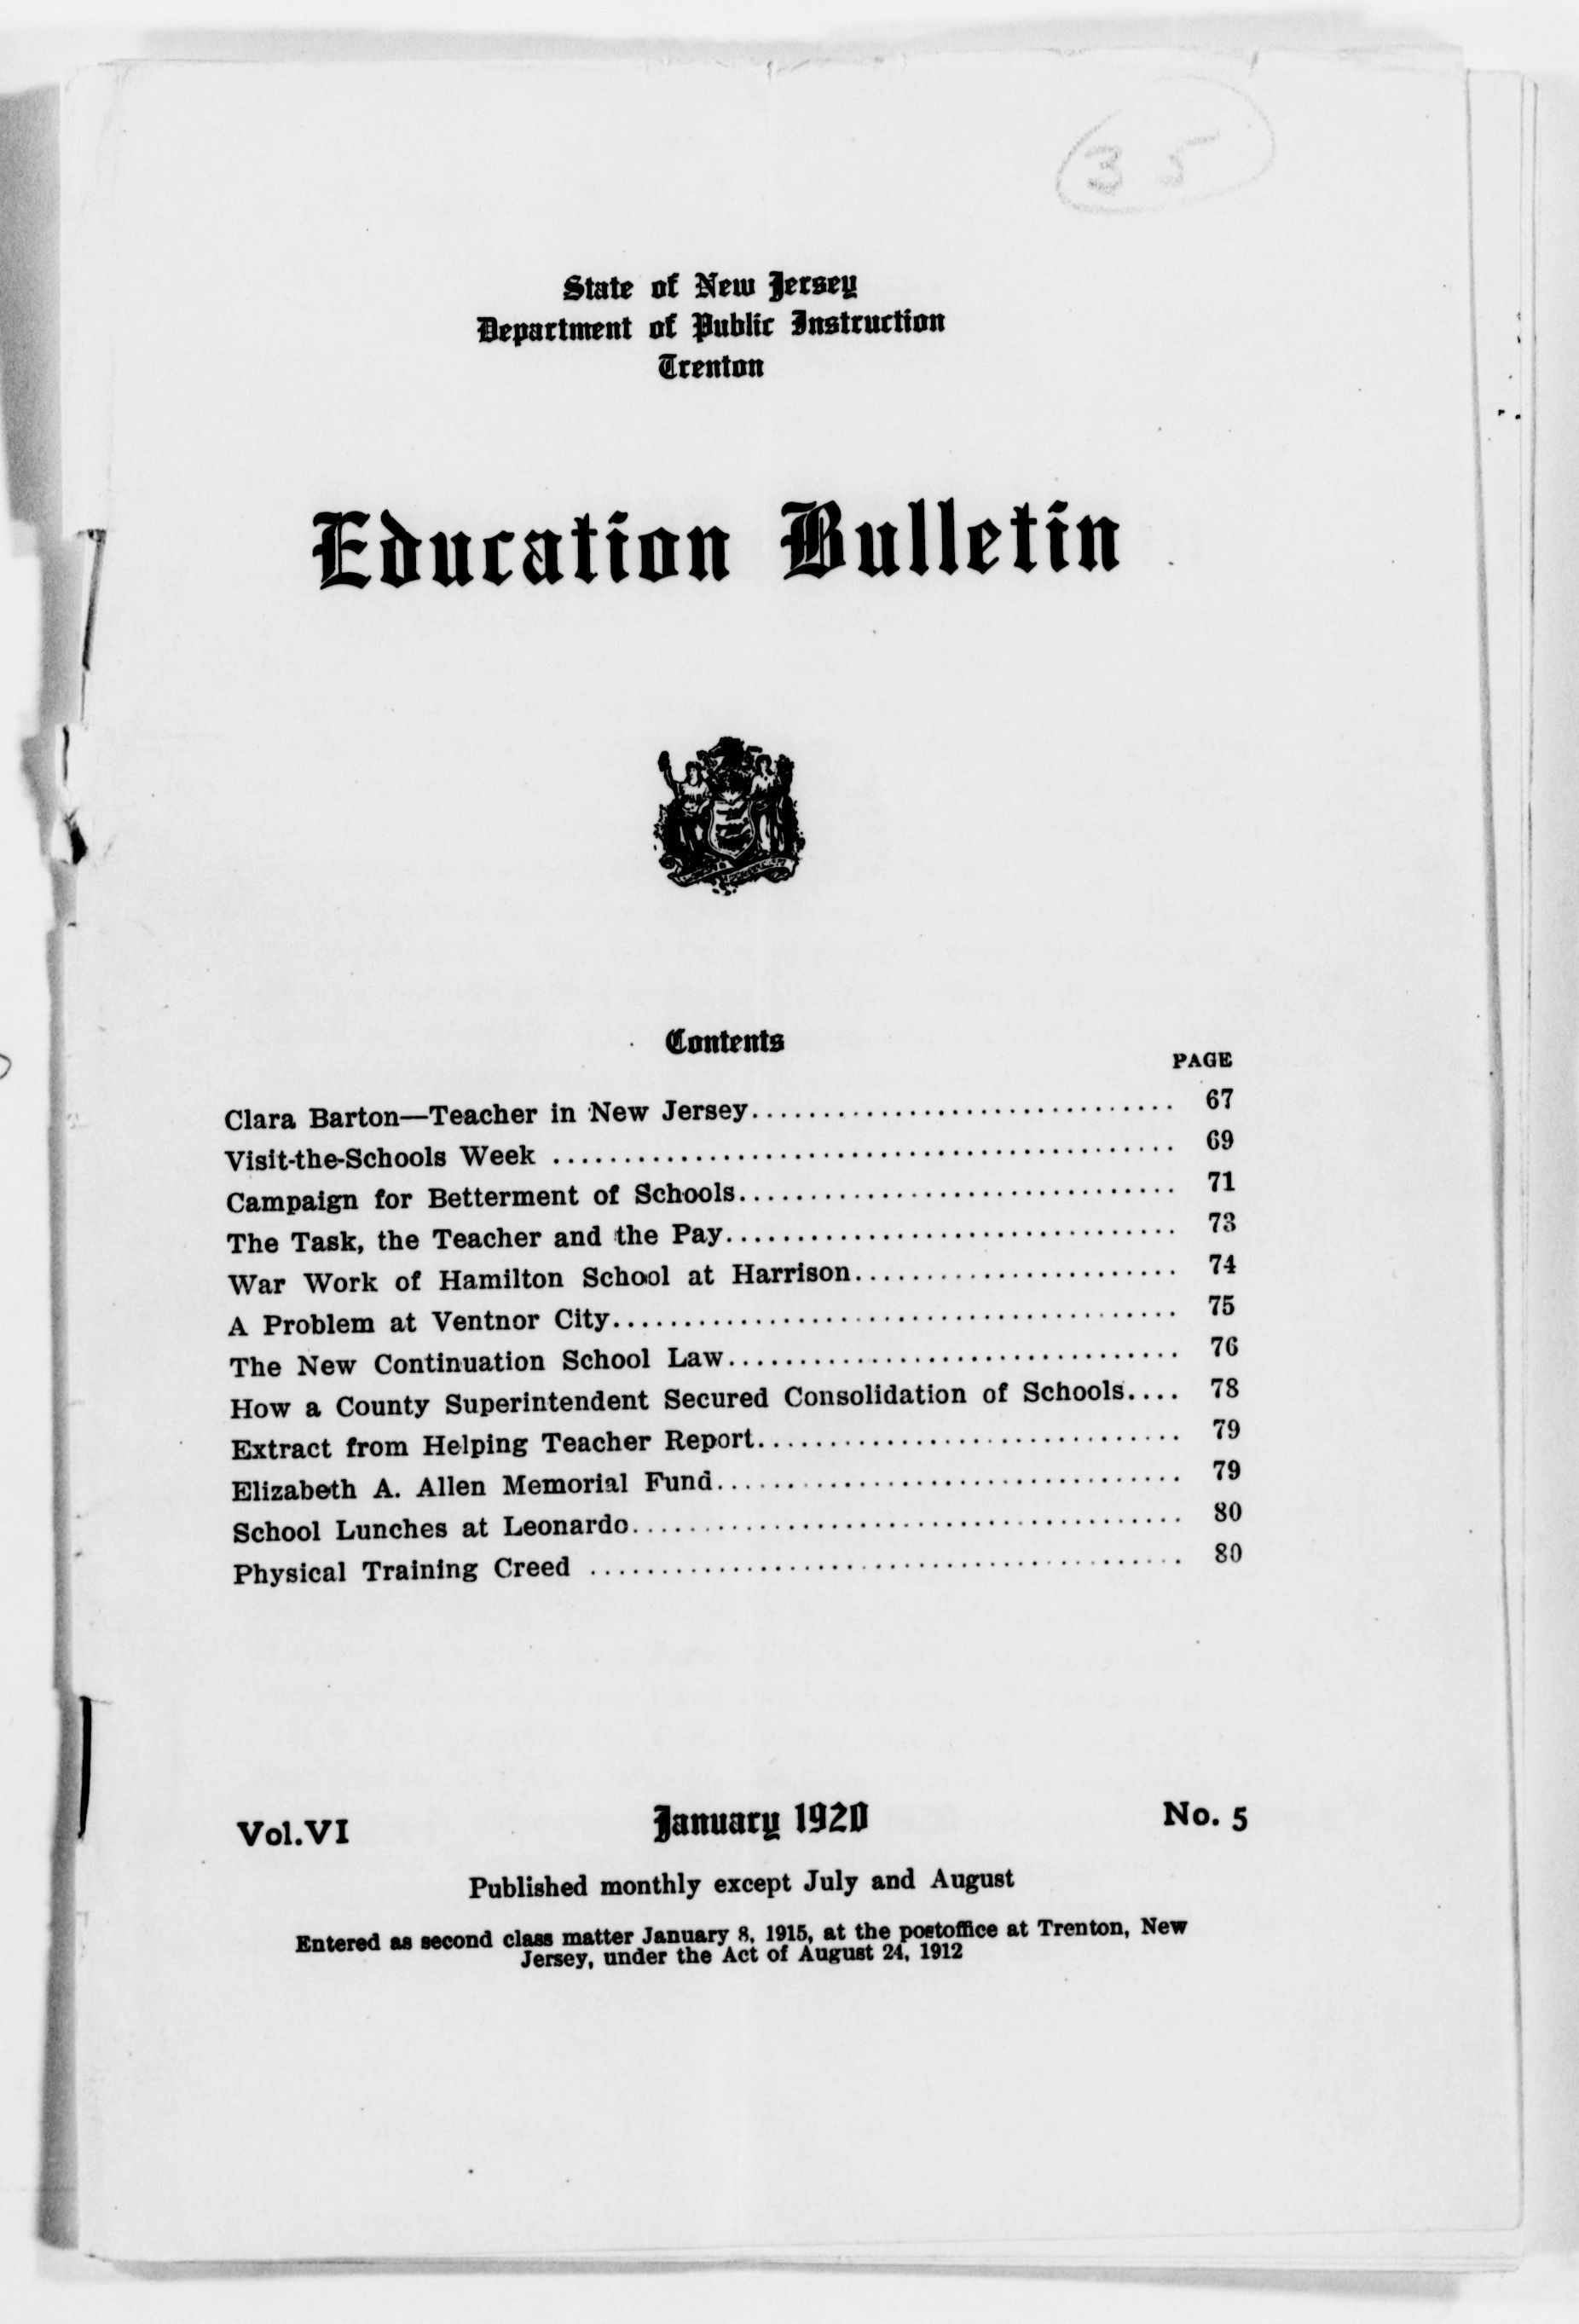 35
State of New Jersey
Department of Public Instruction
Trenton
Education Bulletin
Contents
PAGE
Clara Barton—Teacher in New Jersey.............................. 67
Visit-the-Schools Week ............................................ 69
Campaign for Betterment of Schools............................... 71
The Task, the Teacher and the Pay................................ 73
War Work of Hamilton School at Harrison....................... 74
A Problem at Ventnor City........................................ 75
The New Continuation School Law................................ 76
How a County Superintendent Secured Consolidation of Schools.... 78
Extract from Helping Teacher Report.............................. 79
Elizabeth A. Allen Memorial Fund................................. 79
School Lunches at Leonardo....................................... 80
Physical Training Creed .......................................... 80
Vol.VI January 1920 No. 5
Published monthly except July and August
Entered as second class matter January 8, 1915, at the postoffice at Trenton, New
Jersey, under the Act of August 24, 1912